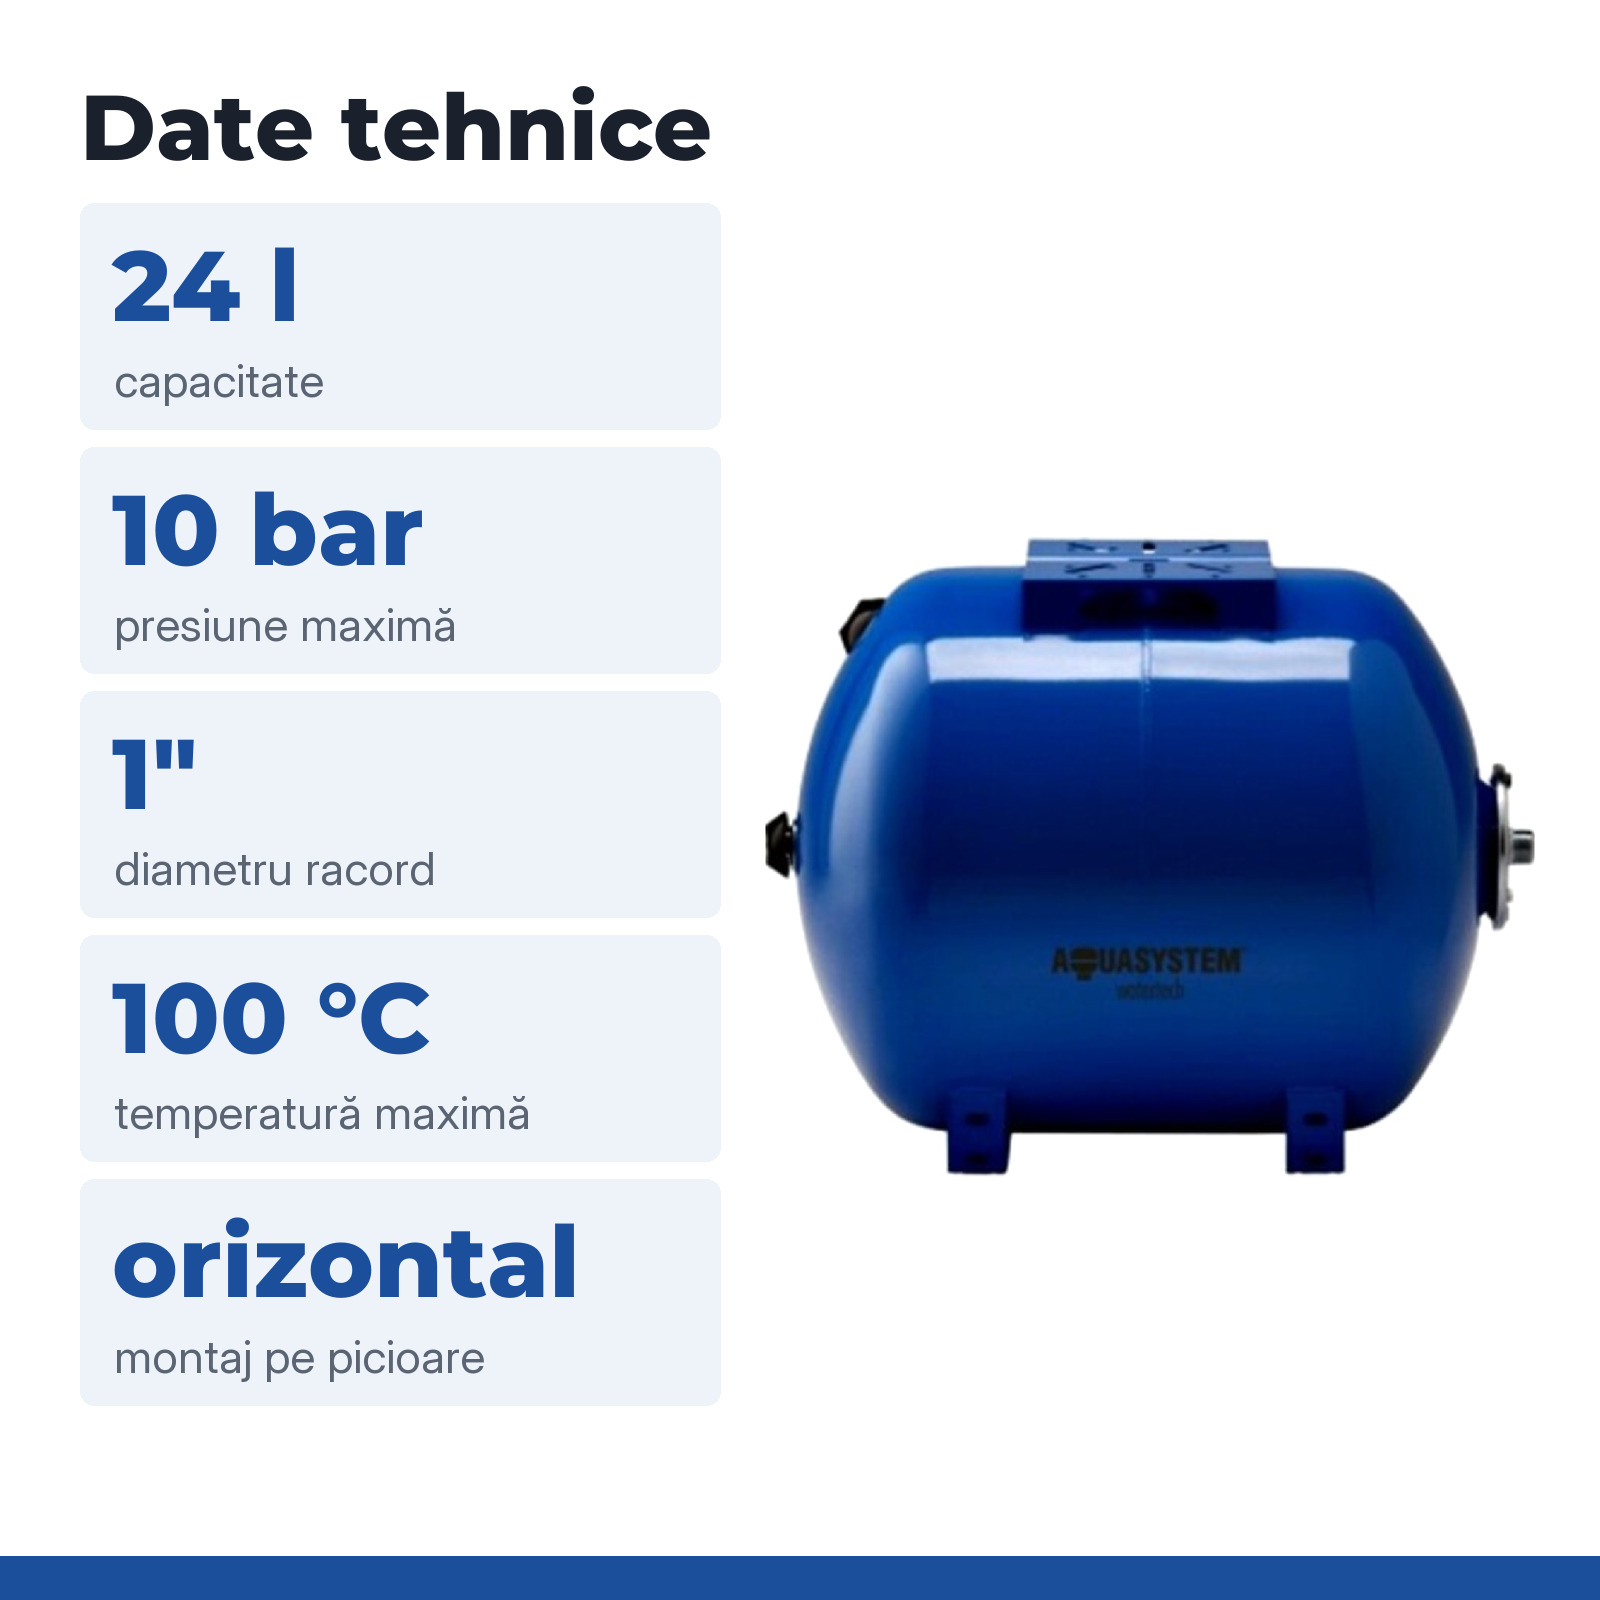 Date tehnice
24 l
capacitate
10 bar
presiune maximă
1"
diametru racord
100 °C
temperatură maximă
orizontal
montaj pe picioare
AQUASYSTEM
watertech